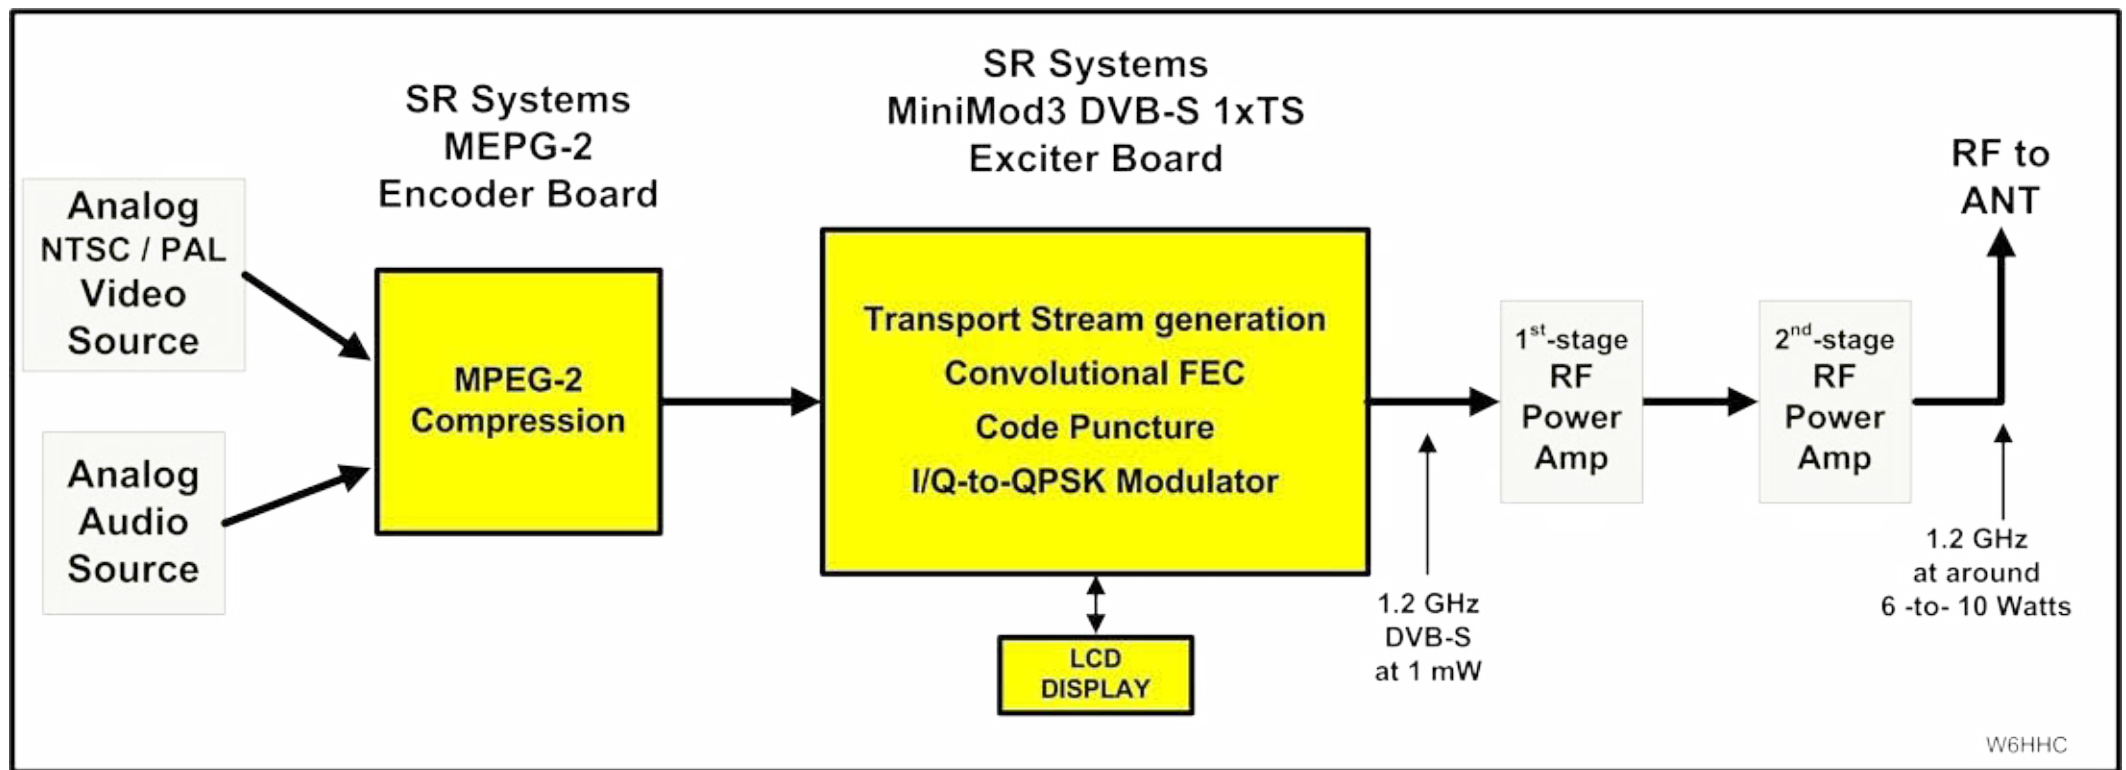 SR Systems
MEPG-2
Encoder Board
SR Systems
MiniMod3 DVB-S 1xTS
Exciter Board
RF to
ANT
Analog
NTSC / PAL
Video
Source
Analog
Audio
Source
MPEG-2
Compression
Transport Stream generation
Convolutional FEC
Code Puncture
I/Q-to-QPSK Modulator
LCD
DISPLAY
1st-stage
RF
Power
Amp
2nd-stage
RF
Power
Amp
1.2 GHz
DVB-S
at 1 mW
1.2 GHz
at around
6 -to- 10 Watts
W6HHC